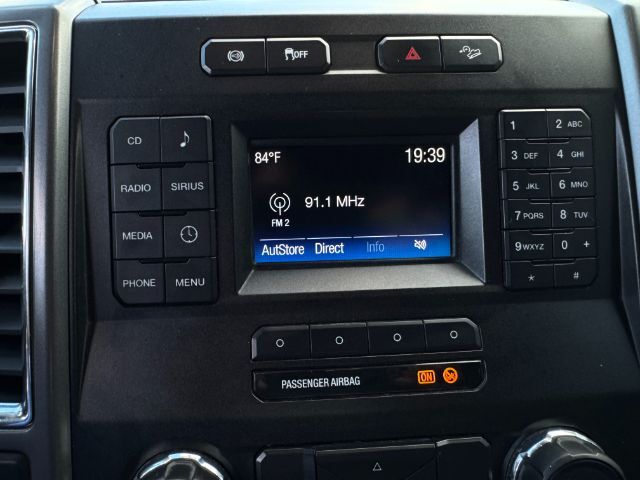 OFF
CD
RADIO SIRIUS
MEDIA
PHONE MENU
84°F 19:39
91.1 MHz
FM 2
AutStore Direct Info
1 2 ABC
3 DEF 4 GHI
5 JKL 6 MNO
7 PQRS 8 TUV
9 WXYZ 0 +
* #
PASSENGER AIRBAG ON